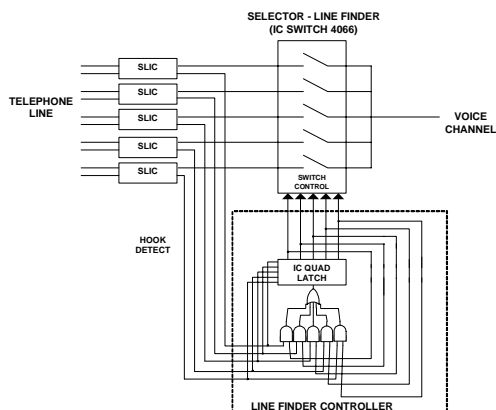 SELECTOR - LINE FINDER
(IC SWITCH 4066)
SLIC
SLIC
SLIC
SLIC
SLIC
TELEPHONE
LINE
VOICE
CHANNEL
SWITCH
CONTROL
HOOK
DETECT
IC QUAD
LATCH
LINE FINDER CONTROLLER